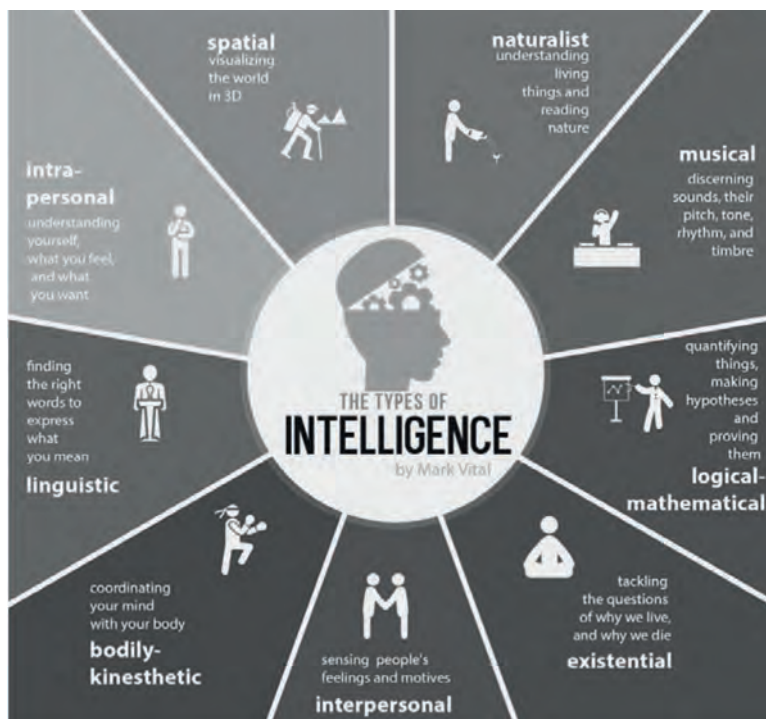 spatial
visualizing
the world
in 3D
naturalist
understanding
living
things and
reading
nature
musical
discerning
sounds, their
pitch, tone,
rhythm, and
timbre
quantifying
things,
making
hypotheses
and
proving
them
logical-
mathematical
tackling
the questions
of why we live,
and why we die
existential
sensing people's
feelings and motives
interpersonal
coordinating
your mind
with your body
bodily-
kinesthetic
finding
the right
words to
express
what
you mean
linguistic
intra-
personal
understanding
yourself,
what you feel,
and what
you want
THE TYPES OF
INTELLIGENCE
by Mark Vital